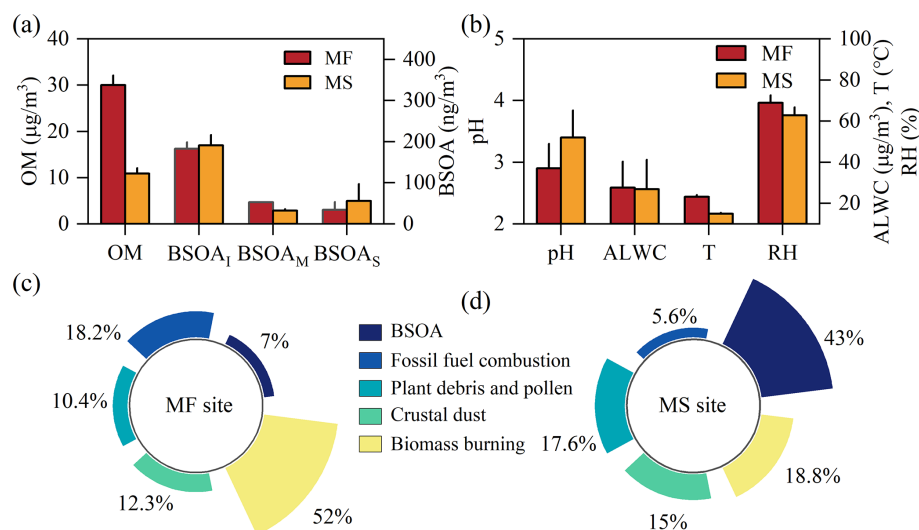 (a)
40
30
20
10
0
OM (μg/m³)
MF
MS
400
300
200
100
0
BSOA (ng/m³)
OM BSOA_I BSOA_M BSOA_S
(b)
5
4
3
2
pH
MF
MS
100
80
60
40
20
ALWC (μg/m³), T (°C)
RH (%)
pH ALWC T RH
(c)
18.2%
7%
10.4%
MF site
12.3%
52%
BSOA
Fossil fuel combustion
Plant debris and pollen
Crustal dust
Biomass burning
(d)
5.6%
43%
17.6%
MS site
18.8%
15%